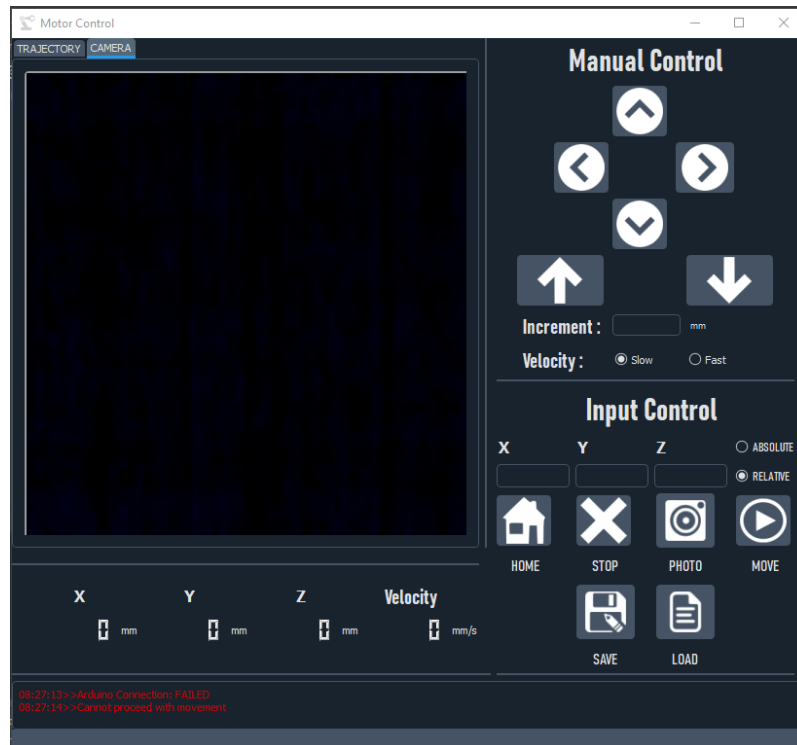 Motor Control
TRAJECTORY CAMERA
Manual Control
Increment : mm
Velocity : Slow Fast
Input Control
X Y Z ABSOLUTE
RELATIVE
HOME STOP PHOTO MOVE
SAVE LOAD
X Y Z Velocity
0 mm 0 mm 0 mm 0 mm/s
08:27:13>>Arduino Connection: FAILED
08:27:14>>Cannot proceed with movement